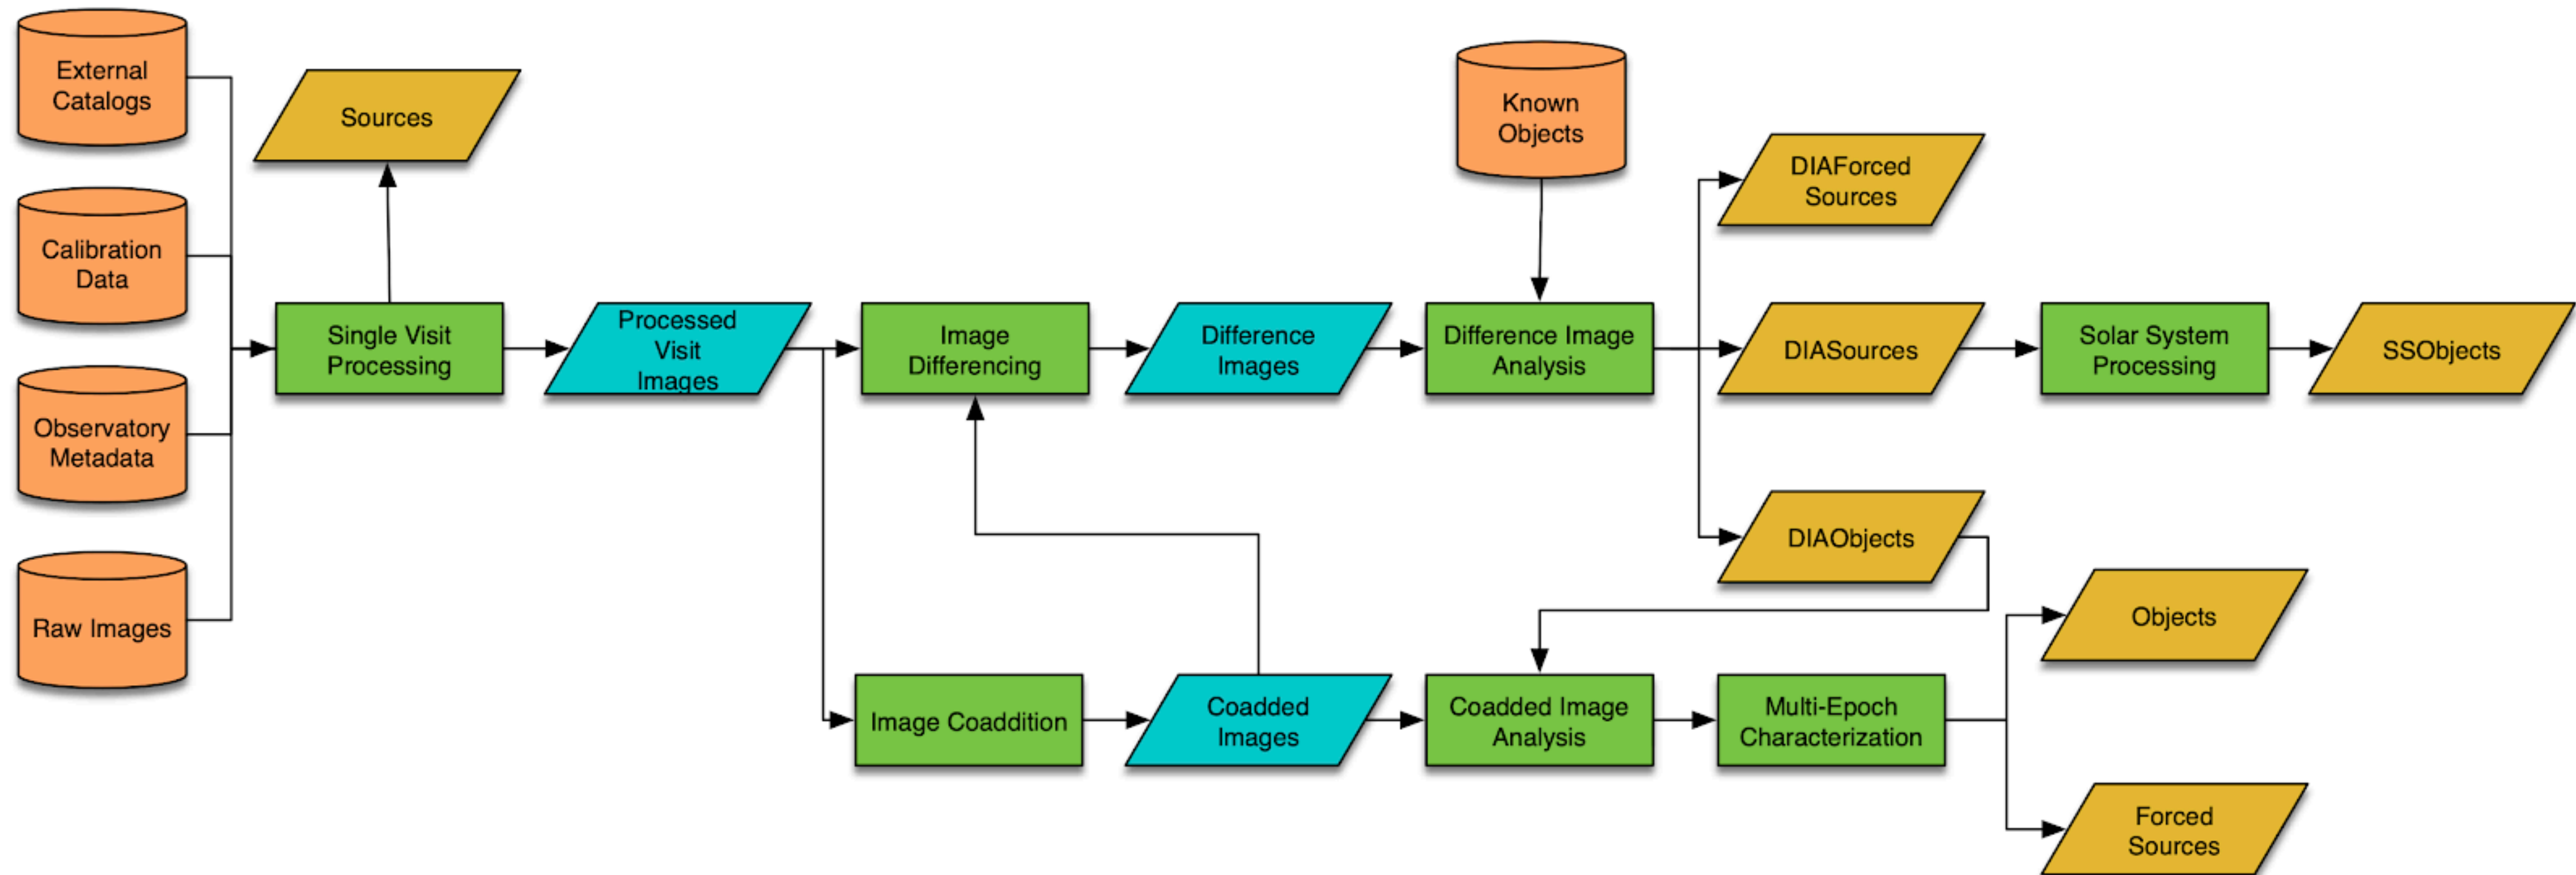 External
Catalogs
Sources
Known
Objects
DIAForced
Sources
Calibration
Data
Single Visit
Processing
Processed
Visit
Images
Image
Differencing
Difference
Images
Difference Image
Analysis
DIASources
Solar System
Processing
SSObjects
Observatory
Metadata
DIAObjects
Raw Images
Objects
Image Coaddition
Coadded
Images
Coadded Image
Analysis
Multi-Epoch
Characterization
Forced
Sources